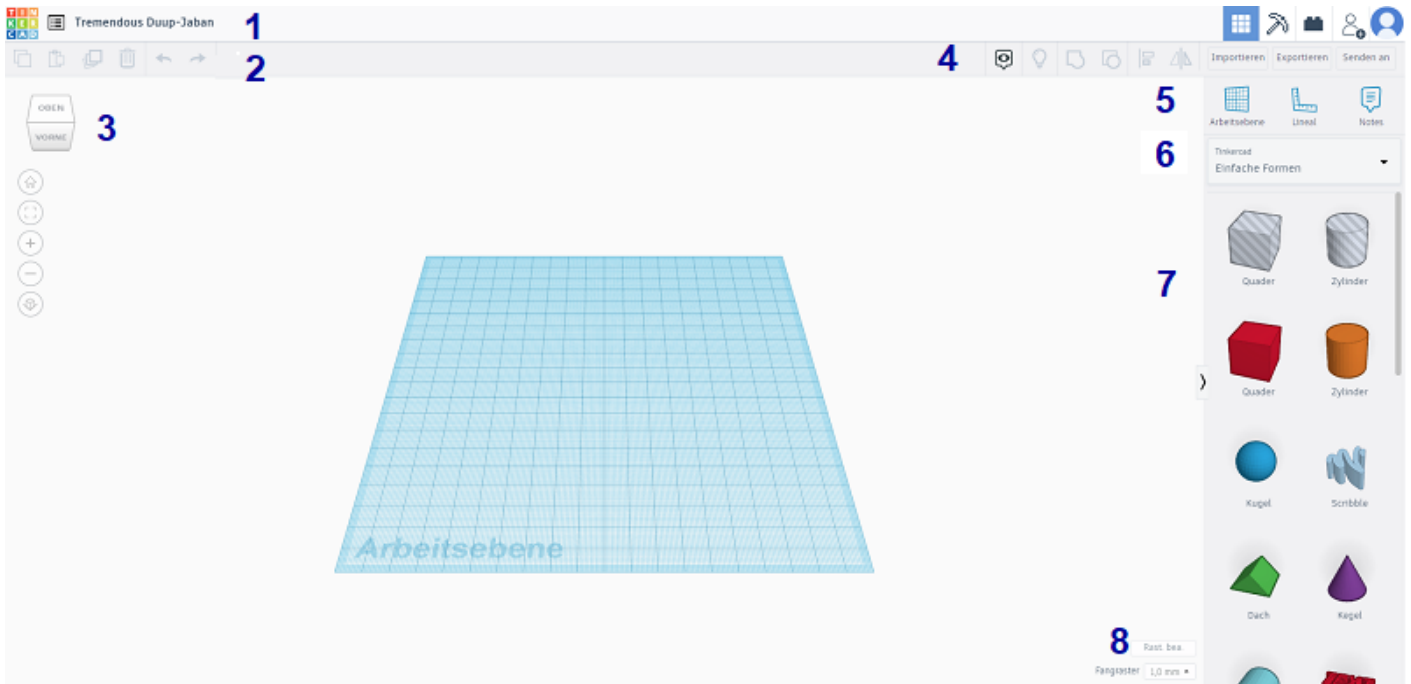 TIN
KER
CAD
Tremendous Duup-Jaban
1
2
4
Importieren Exportieren Senden an
OBEN
VORNE
3
5
Arbeitsebene Lineal Notes
6
Tinkercad
Einfache Formen
Quader Zylinder
7
Quader Zylinder
Kugel Scribble
Arbeitsebene
Dach Kegel
8
Rast. bea.
Fangraster 1,0 mm